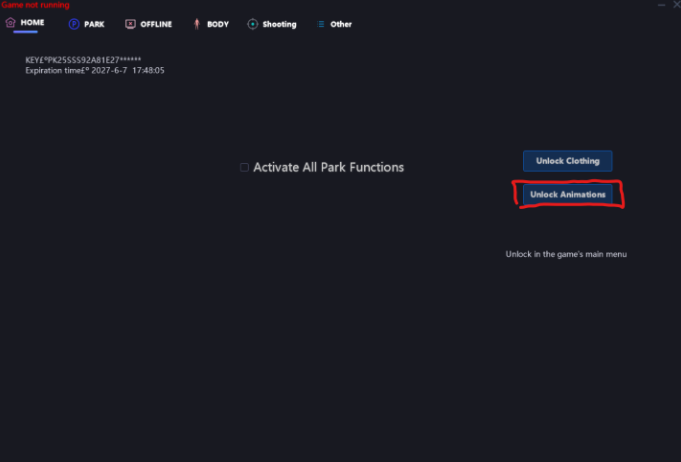 Game not running
HOME PARK OFFLINE BODY Shooting Other
KEY£ºPK25SSS92A81E27******
Expiration time£º 2027-6-7 17:48:05
Activate All Park Functions
Unlock Clothing
Unlock Animations
Unlock in the game's main menu